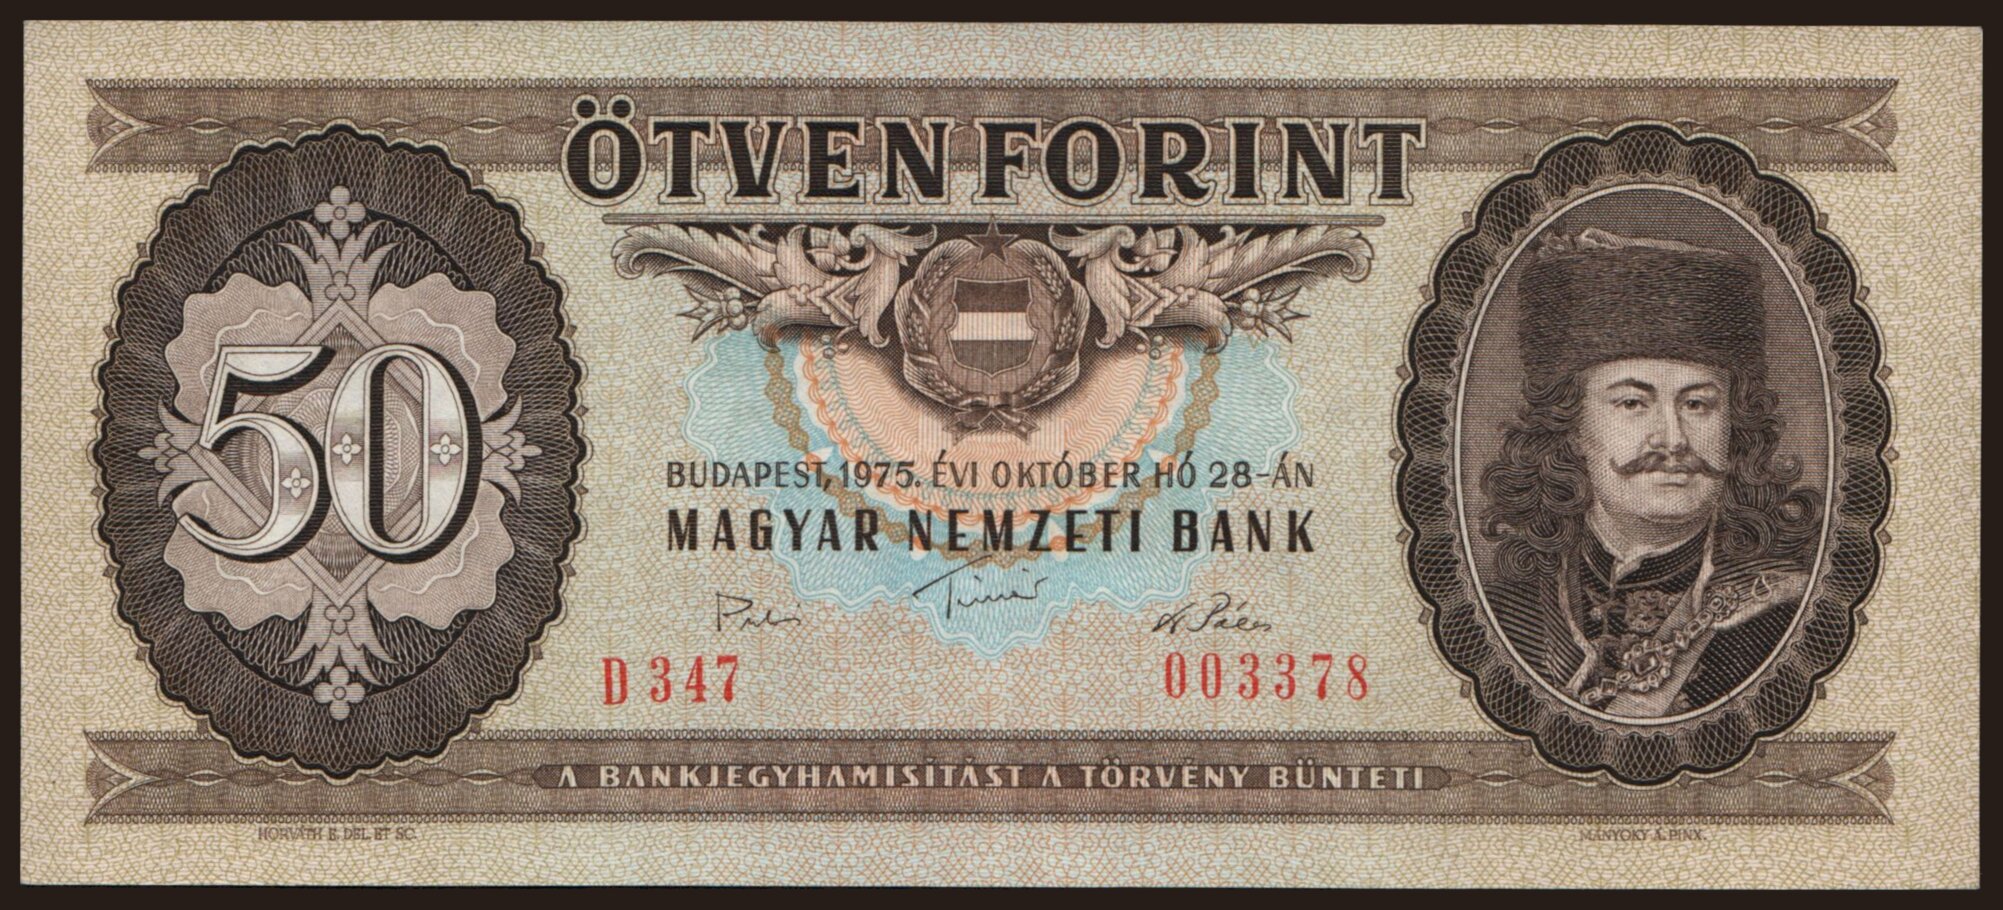 ÖTVEN FORINT
50
BUDAPEST, 1975. ÉVI OKTÓBER HÓ 28-ÁN
MAGYAR NEMZETI BANK
D 347 003378
A BANKJEGYHAMISÍTÁST A TÖRVÉNY BÜNTETI
HORVÁTH E. DEL. ET SC. MÁNYOKY Á. PINX.